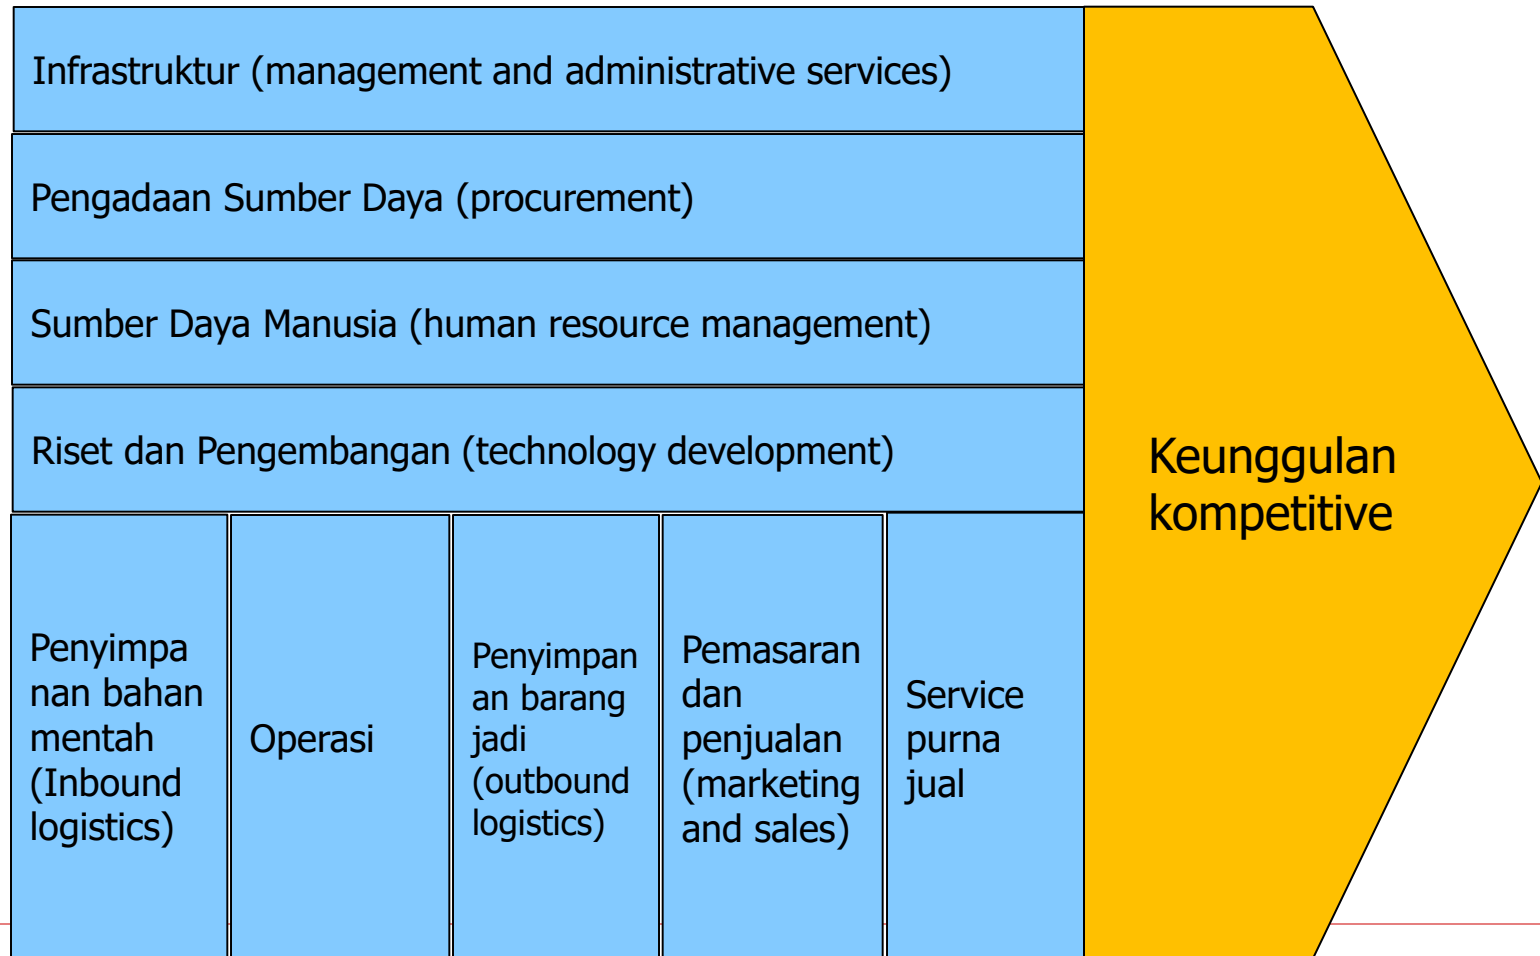 Infrastruktur (management and administrative services)
Pengadaan Sumber Daya (procurement)
Sumber Daya Manusia (human resource management)
Riset dan Pengembangan (technology development)
Keunggulan
kompetitive
Penyimpa
nan bahan
mentah
(Inbound
logistics)
Operasi
Penyimpan
an barang
jadi
(outbound
logistics)
Pemasaran
dan
penjualan
(marketing
and sales)
Service
purna
jual